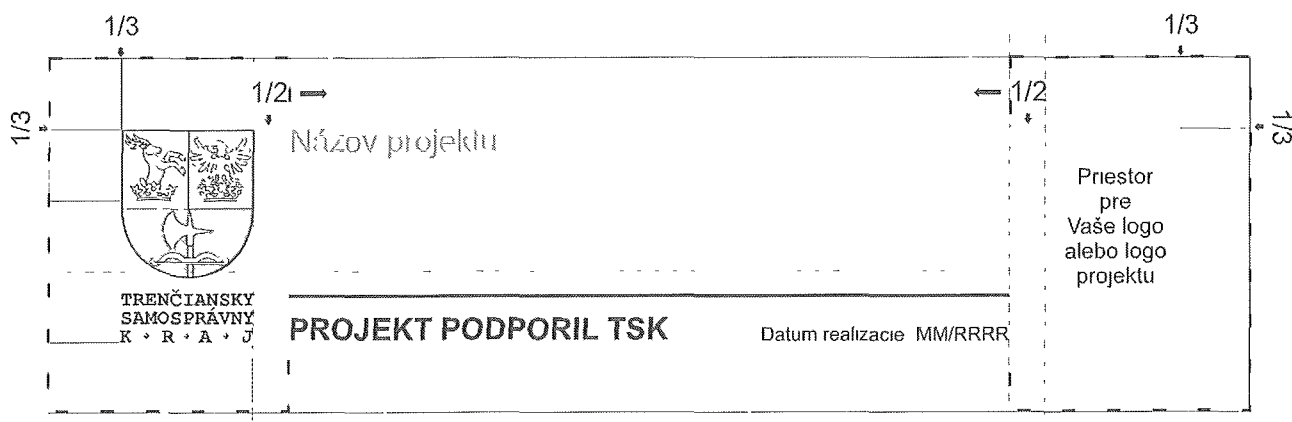 1/3
1/3
1/2
1/2
1/3
1/3
Názov projektu
Priestor
pre
Vaše logo
alebo logo
projektu
TRENČIANSKY
SAMOSPRÁVNY
K • R • A • J
PROJEKT PODPORIL TSK
Datum realizacie MM/RRRR